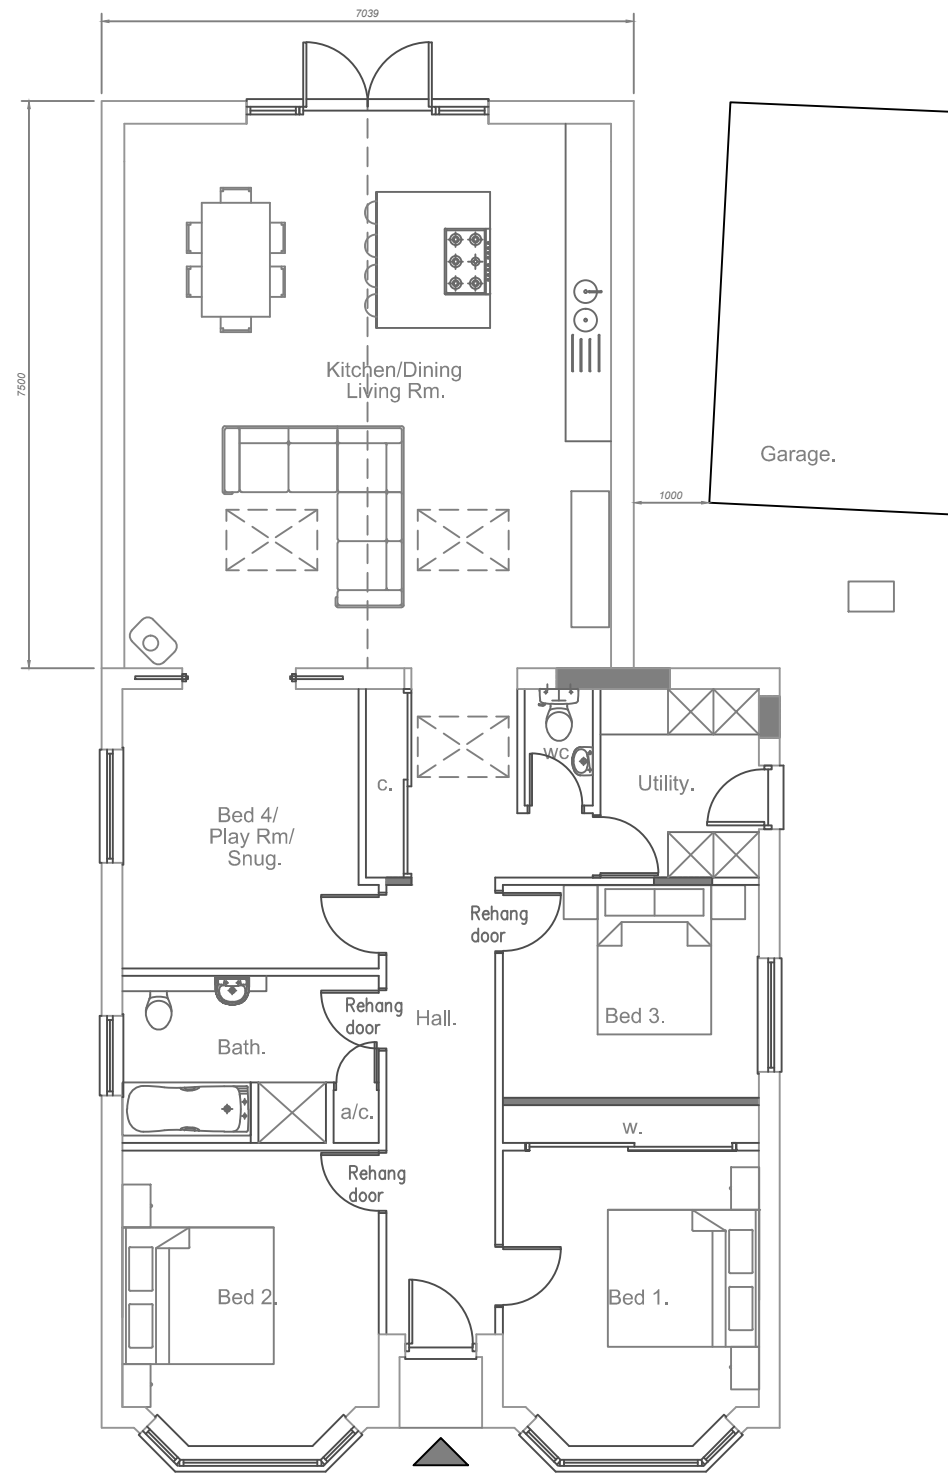 7039
7500
Kitchen/Dining
Living Rm.
Garage.
1000
wc
c.
Utility.
Bed 4/
Play Rm/
Snug.
Rehang
door
Rehang
door
Hall.
Bed 3.
Bath.
a/c.
w.
Rehang
door
Bed 2.
Bed 1.